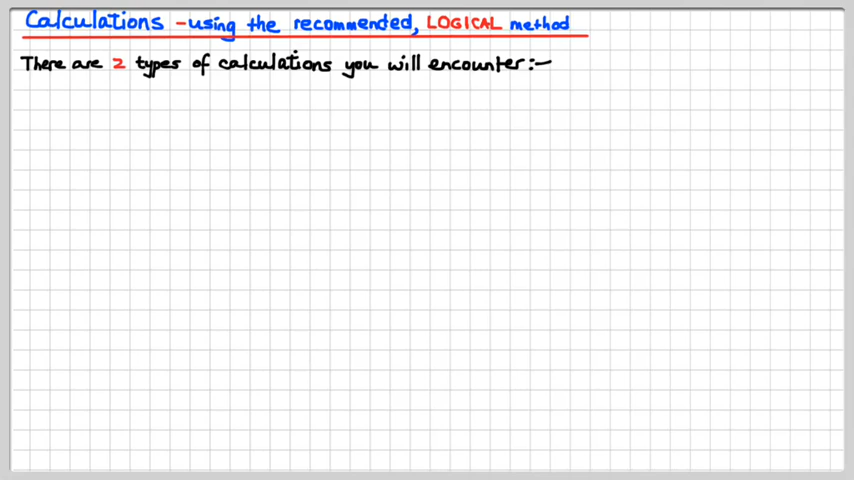 Calculations -using the recommended, LOGICAL method
There are 2 types of calculations you will encounter:-